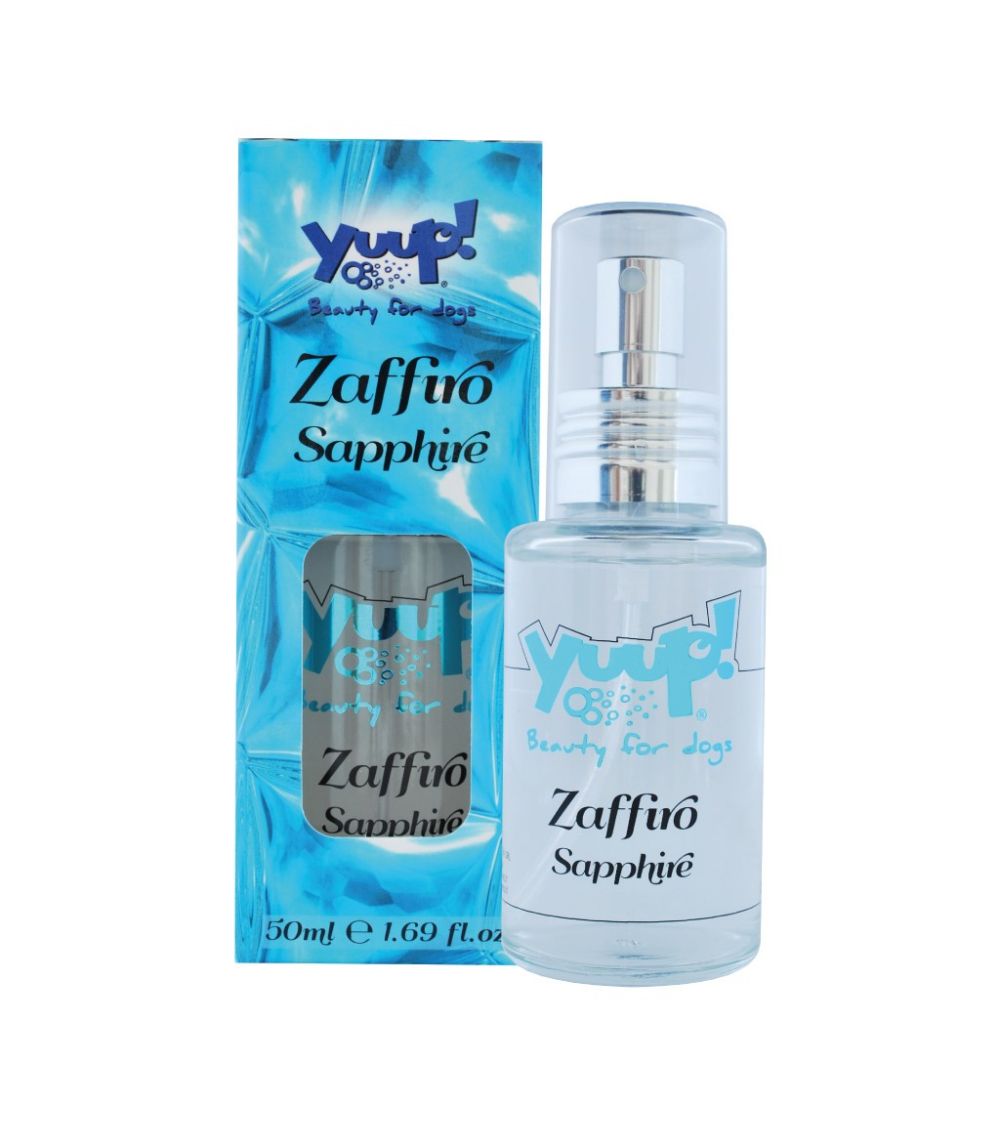 yuup!
®
Beauty for dogs
Zaffiro
Sapphire
yuup
Beauty for d
Zaffiro
Sapphire
50ml ℮ 1.69 fl.oz
yuup!
®
Beauty for dogs
Zaffiro
Sapphire